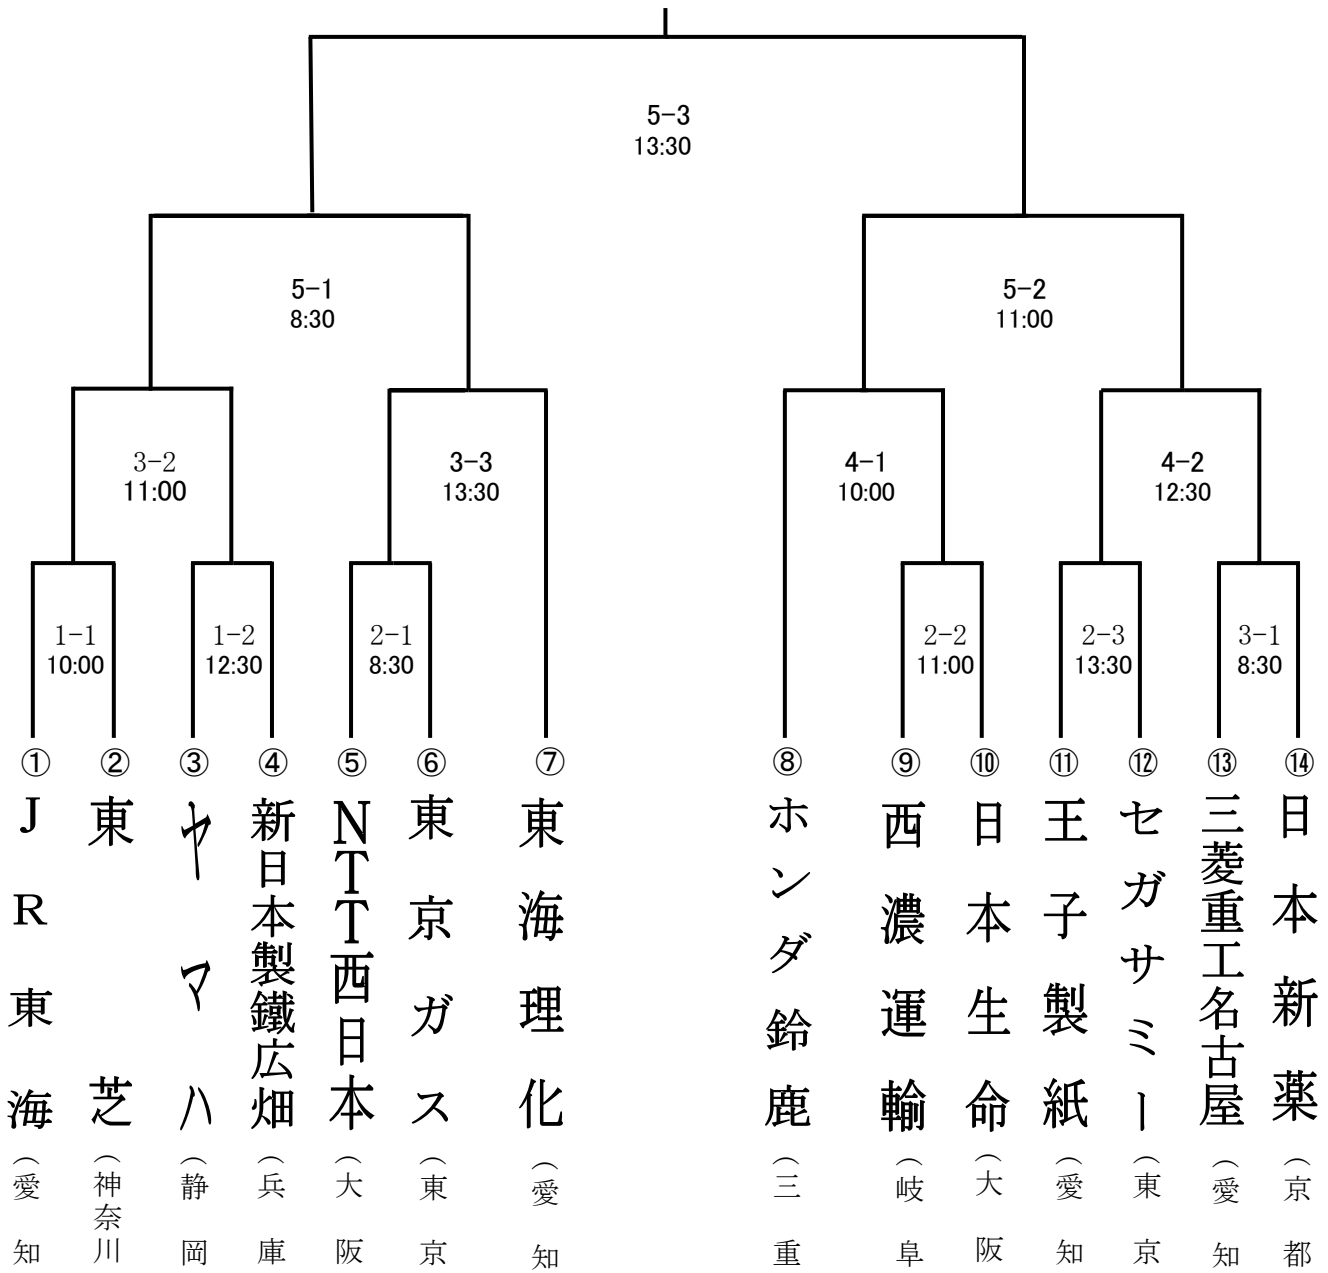 5-3
13:30
5-1
8:30
5-2
11:00
3-2
11:00
3-3
13:30
4-1
10:00
4-2
12:30
1-1
10:00
1-2
12:30
2-1
8:30
2-2
11:00
2-3
13:30
3-1
8:30
①
JR東海
(愛知
②
東芝
(神奈川
③
ヤマハ
(静岡
④
新日本製鐵広畑
(兵庫
⑤
NTT西日本
(大阪
⑥
東京ガス
(東京
⑦
東海理化
(愛知
⑧
ホンダ鈴鹿
(三重
⑨
西濃運輸
(岐阜
⑩
日本生命
(大阪
⑪
王子製紙
(愛知
⑫
セガサミー
(東京
⑬
三菱重工名古屋
(愛知
⑭
日本新薬
(京都